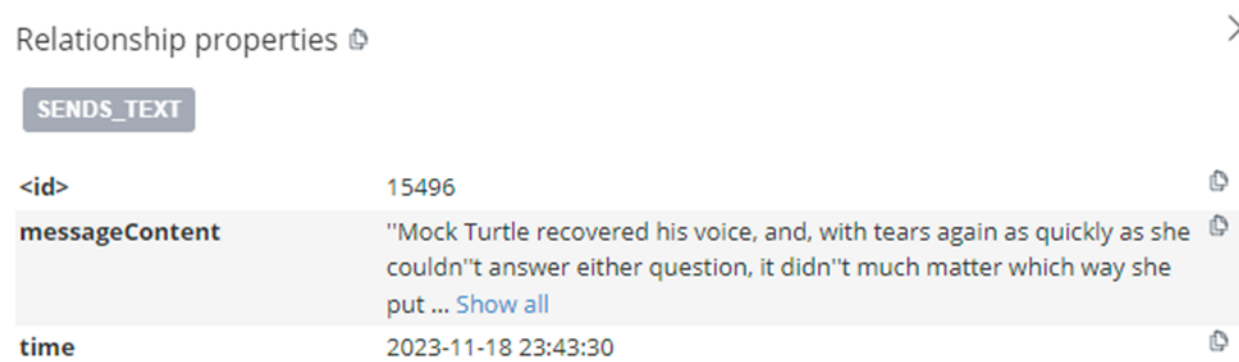 Relationship properties
SENDS_TEXT
<id> 15496
messageContent ''Mock Turtle recovered his voice, and, with tears again as quickly as she
couldn''t answer either question, it didn''t much matter which way she
put ... Show all
time 2023-11-18 23:43:30